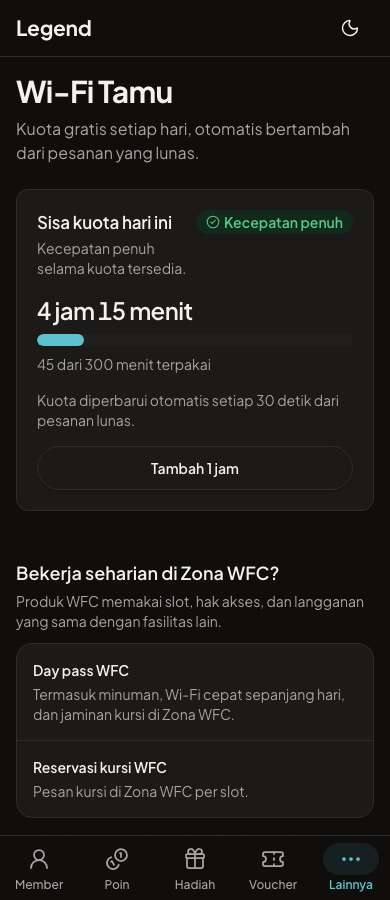 Legend
Wi-Fi Tamu
Kuota gratis setiap hari, otomatis bertambah
dari pesanan yang lunas.
Sisa kuota hari ini
Kecepatan penuh
Kecepatan penuh
selama kuota tersedia.
4 jam 15 menit
45 dari 300 menit terpakai
Kuota diperbarui otomatis setiap 30 detik dari
pesanan lunas.
Tambah 1 jam
Bekerja seharian di Zona WFC?
Produk WFC memakai slot, hak akses, dan langganan
yang sama dengan fasilitas lain.
Day pass WFC
Termasuk minuman, Wi-Fi cepat sepanjang hari,
dan jaminan kursi di Zona WFC.
Reservasi kursi WFC
Pesan kursi di Zona WFC per slot.
Member
Poin
Hadiah
Voucher
Lainnya